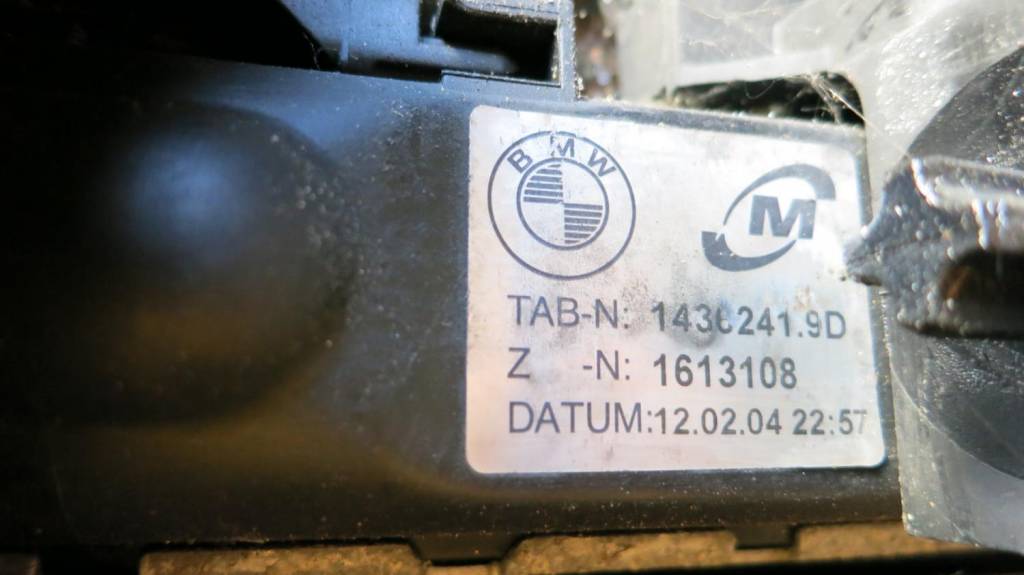 BMW
M
TAB-N: 1436241.9D
Z -N: 1613108
DATUM:12.02.04 22:57